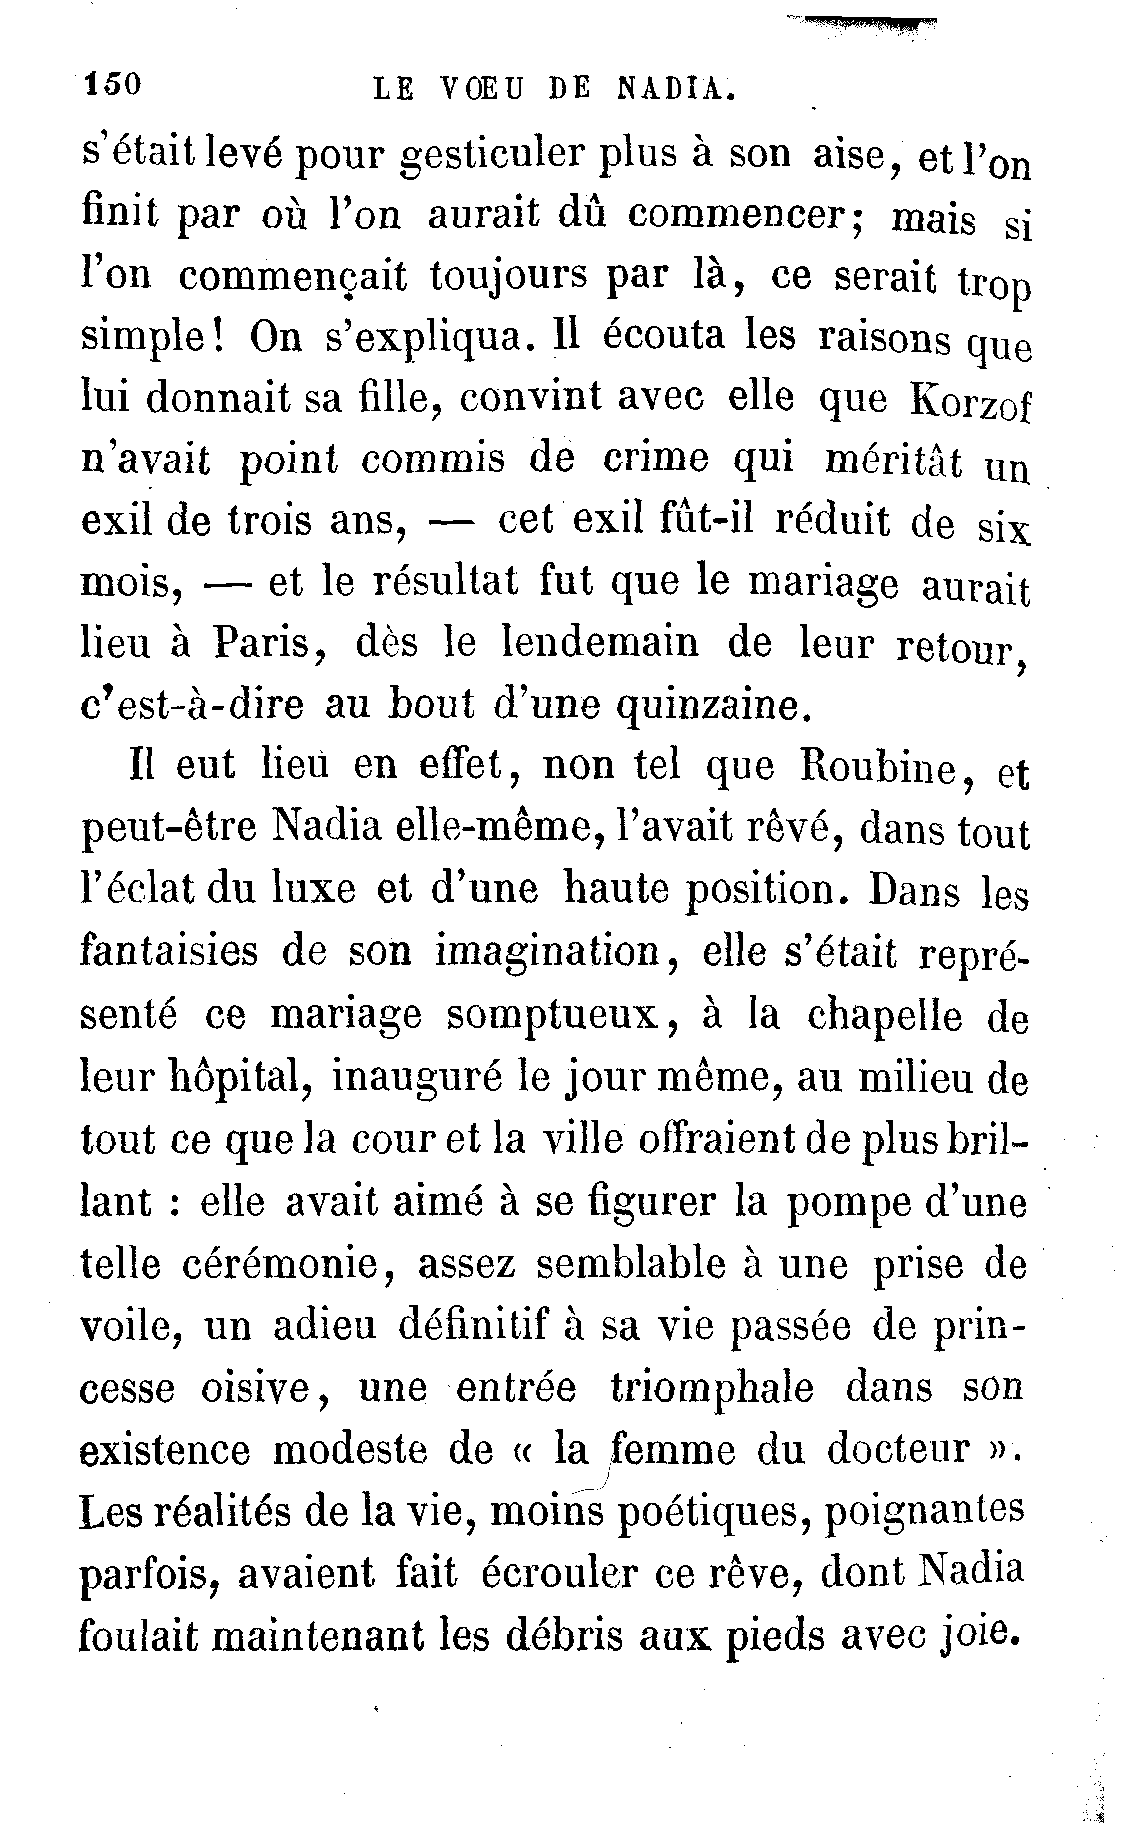 150 LE VŒU DE NADIA.
s'était levé pour gesticuler plus à son aise, et l'on
finit par où l'on aurait dû commencer; mais si
l'on commençait toujours par là, ce serait trop
simple! On s'expliqua. Il écouta les raisons que
lui donnait sa fille, convint avec elle que Korzof
n'avait point commis de crime qui méritât un
exil de trois ans, — cet exil fût-il réduit de six
mois, — et le résultat fut que le mariage aurait
lieu à Paris, dès le lendemain de leur retour,
c'est-à-dire au bout d'une quinzaine.
Il eut lieu en effet, non tel que Roubine, et
peut-être Nadia elle-même, l'avait rêvé, dans tout
l'éclat du luxe et d'une haute position. Dans les
fantaisies de son imagination, elle s'était repré-
senté ce mariage somptueux, à la chapelle de
leur hôpital, inauguré le jour même, au milieu de
tout ce que la cour et la ville offraient de plus bril-
lant : elle avait aimé à se figurer la pompe d'une
telle cérémonie, assez semblable à une prise de
voile, un adieu définitif à sa vie passée de prin-
cesse oisive, une entrée triomphale dans son
existence modeste de « la femme du docteur ».
Les réalités de la vie, moins poétiques, poignantes
parfois, avaient fait écrouler ce rêve, dont Nadia
foulait maintenant les débris aux pieds avec joie.